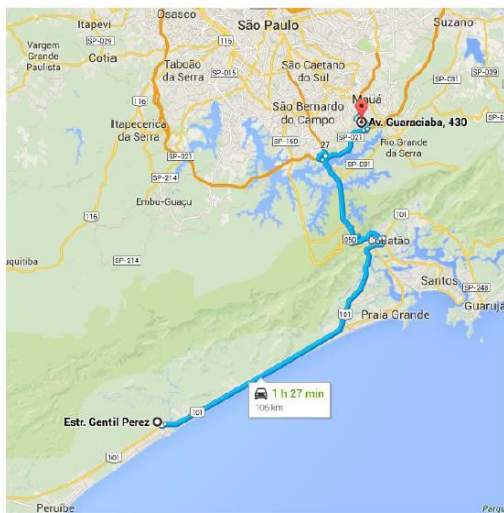 Itapevi
Osasco
São Paulo
116
Suzano
Vargem
Grande
Paulista
SP-029
Cotia
Taboão
da Serra
SP-015
São Caetano
do Sul
SP-031
SP-039
Mauá
São Bernardo
do Campo
Av. Guaraciaba, 430
Itapecerica
da Serra
SP-021
SP-160
27
SP-021
Rio Grande
da Serra
SP-031
SP-214
Embu-Guaçu
116
SP-214
uquitiba
101
050
Cubatão
Santos
SP-248
Guarujá
Praia Grande
101
1 h 27 min
106 km
Estr. Gentil Perez
101
101
Peruíbe